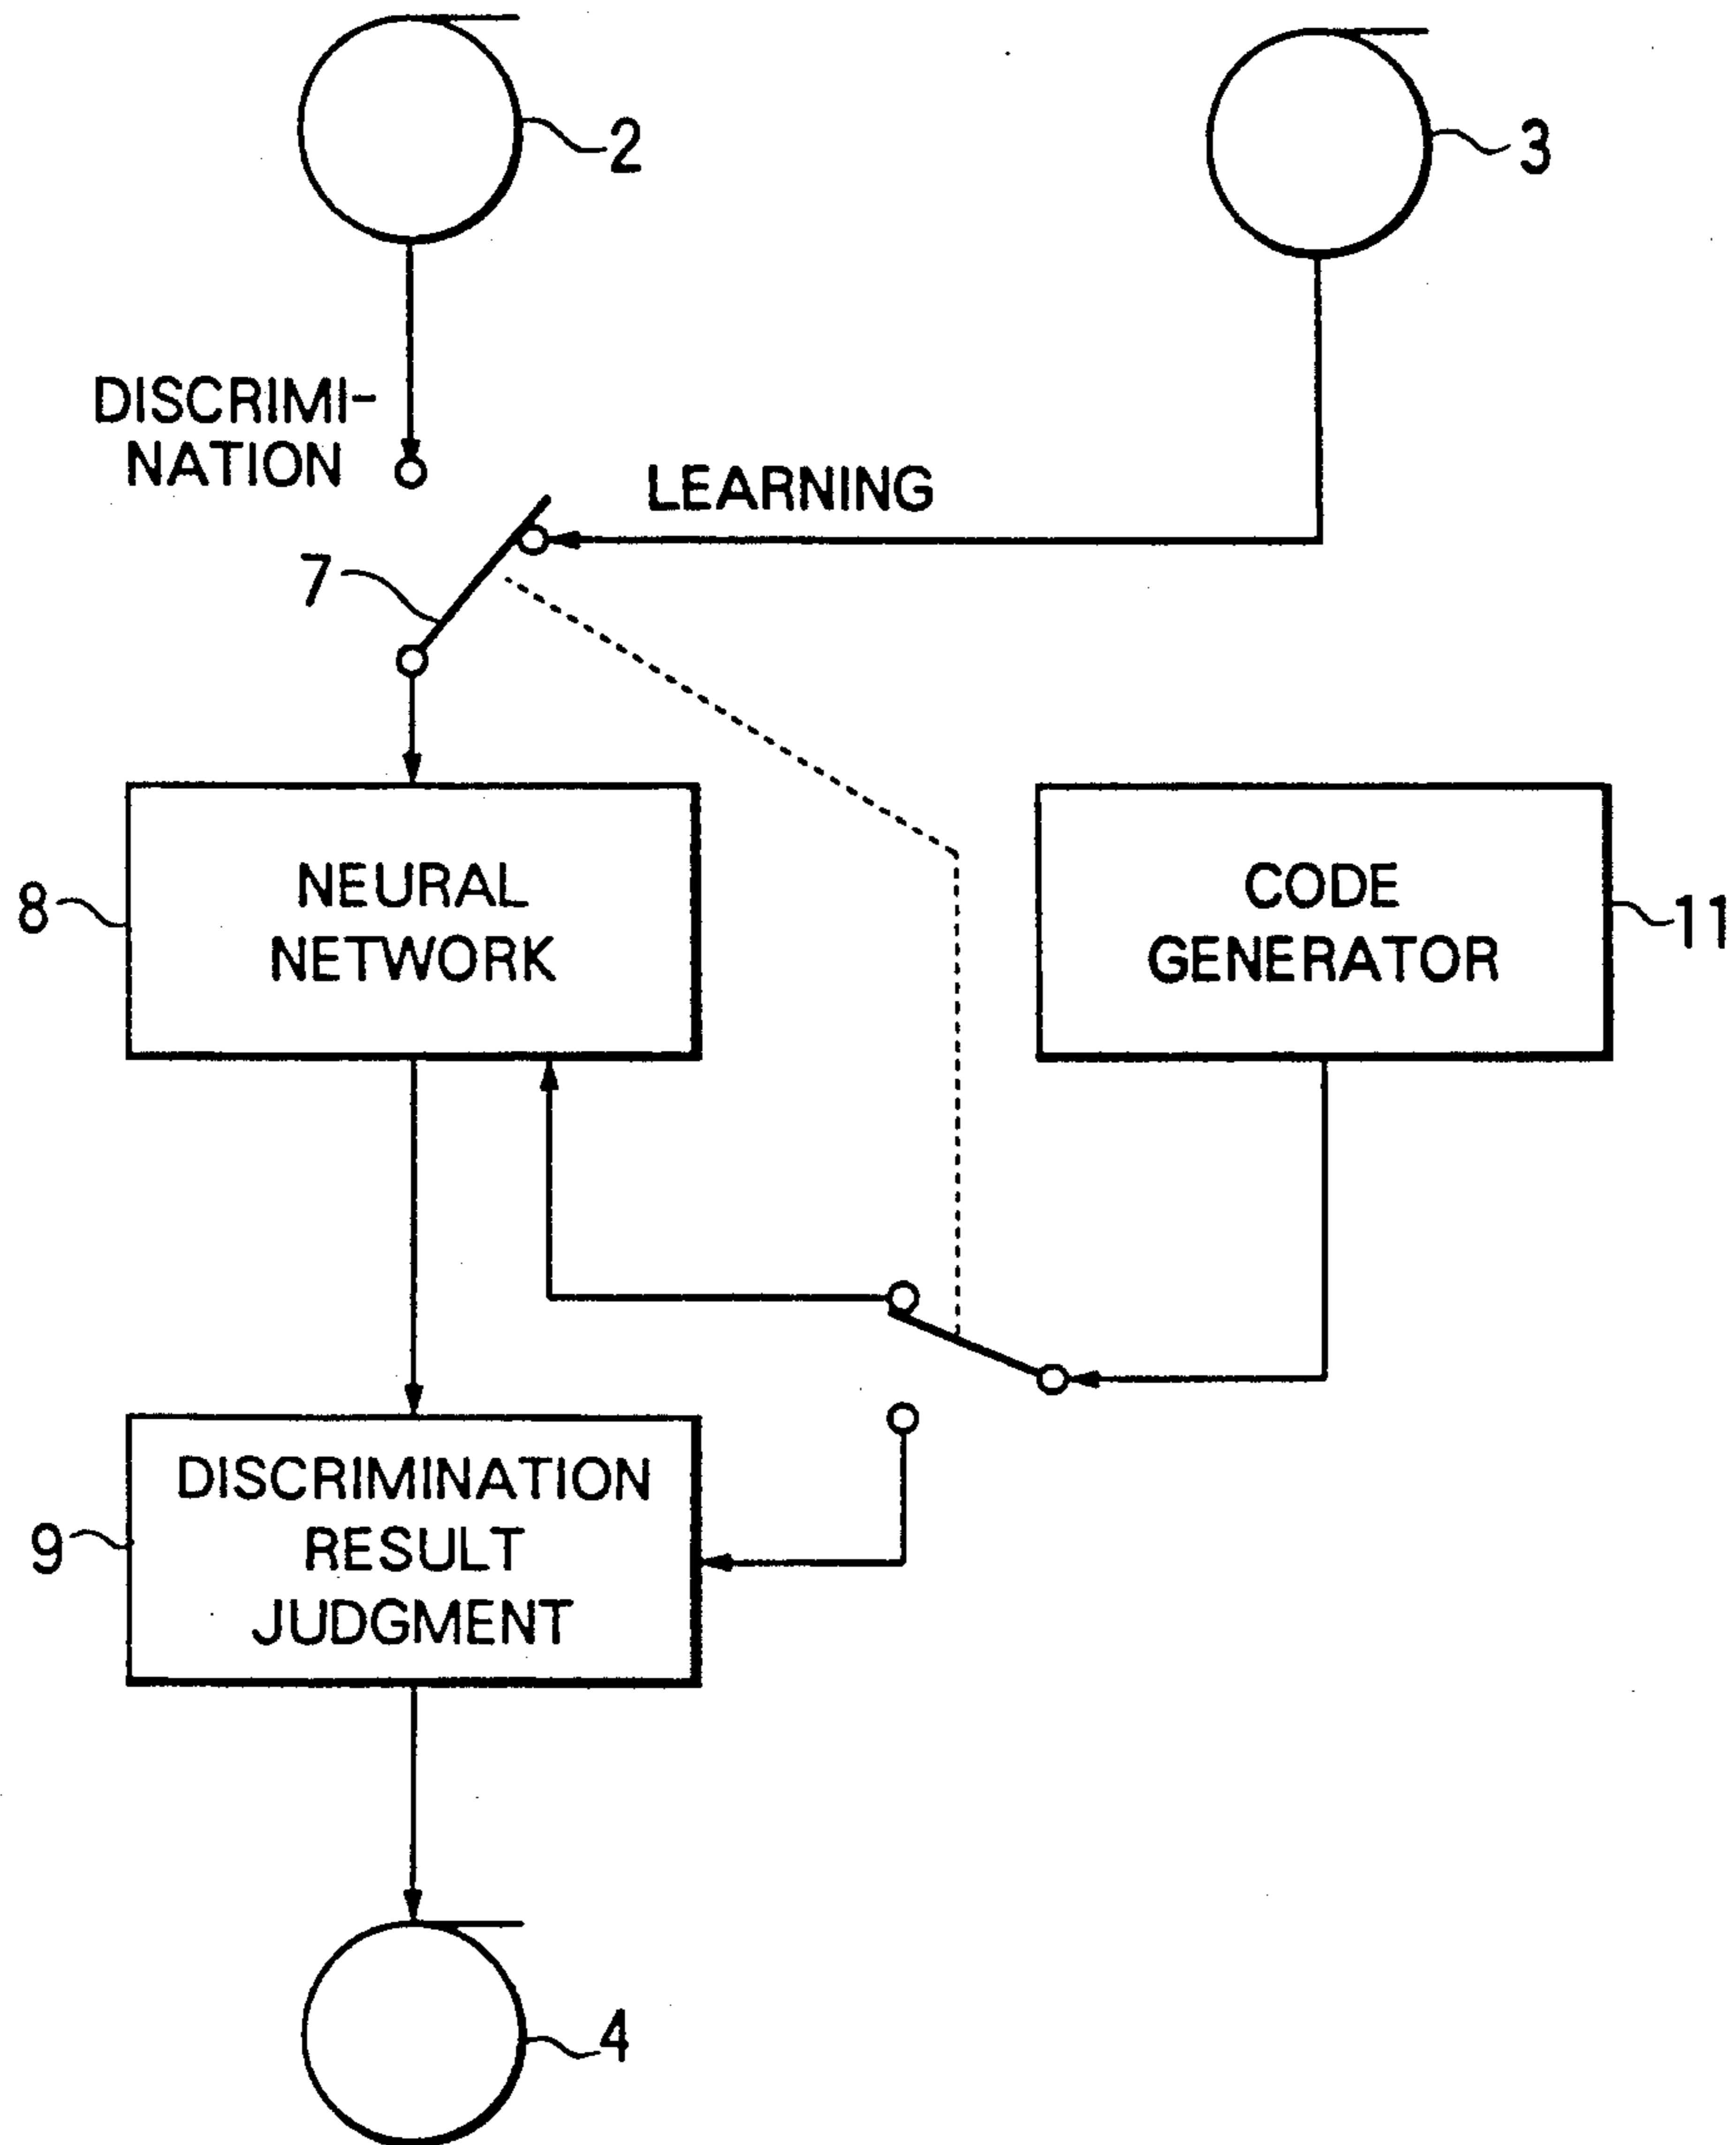 2
3
DISCRIMI-
NATION
LEARNING
7
NEURAL
NETWORK
8
CODE
GENERATOR
11
DISCRIMINATION
RESULT
JUDGMENT
9
4